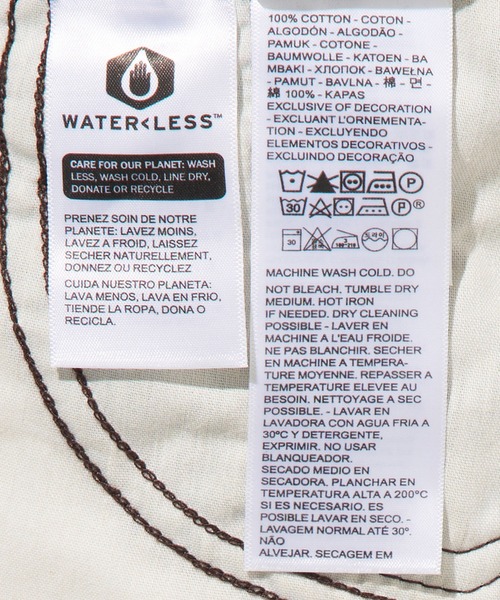 WATER<LESS™
CARE FOR OUR PLANET: WASH
LESS, WASH COLD, LINE DRY,
DONATE OR RECYCLE
PRENEZ SOIN DE NOTRE
PLANETE: LAVEZ MOINS,
LAVEZ A FROID, LAISSEZ
SECHER NATURELLEMENT,
DONNEZ OU RECYCLEZ
CUIDA NUESTRO PLANETA:
LAVA MENOS, LAVA EN FRIO,
TIENDE LA ROPA, DONA O
RECICLA.
100% COTTON - COTON -
ALGODÓN - ALGODÃO -
PAMUK - COTONE -
BAUMWOLLE - KATOEN - BA
MBAKI - ХЛОПОК - BAWEŁNA
- PAMUT - BAVLNA - 棉 - 면 -
綿 100% - KAPAS
EXCLUSIVE OF DECORATION
- EXCLUANT L'ORNEMENTA-
TION - EXCLUYENDO
ELEMENTOS DECORATIVOS -
EXCLUINDO DECORAÇÃO
P
30 P ®
30
MACHINE WASH COLD. DO
NOT BLEACH. TUMBLE DRY
MEDIUM. HOT IRON
IF NEEDED. DRY CLEANING
POSSIBLE - LAVER EN
MACHINE A L'EAU FROIDE.
NE PAS BLANCHIR. SECHER
EN MACHINE A TEMPERA-
TURE MOYENNE. REPASSER A
TEMPERATURE ELEVEE AU
BESOIN. NETTOYAGE A SEC
POSSIBLE. - LAVAR EN
LAVADORA CON AGUA FRIA A
30ºC Y DETERGENTE,
EXPRIMIR. NO USAR
BLANQUEADOR.
SECADO MEDIO EN
SECADORA. PLANCHAR EN
TEMPERATURA ALTA A 200°C
SI ES NECESARIO. ES
POSIBLE LAVAR EN SECO. -
LAVAGEM NORMAL ATÉ 30°.
NÃO
ALVEJAR. SECAGEM EM